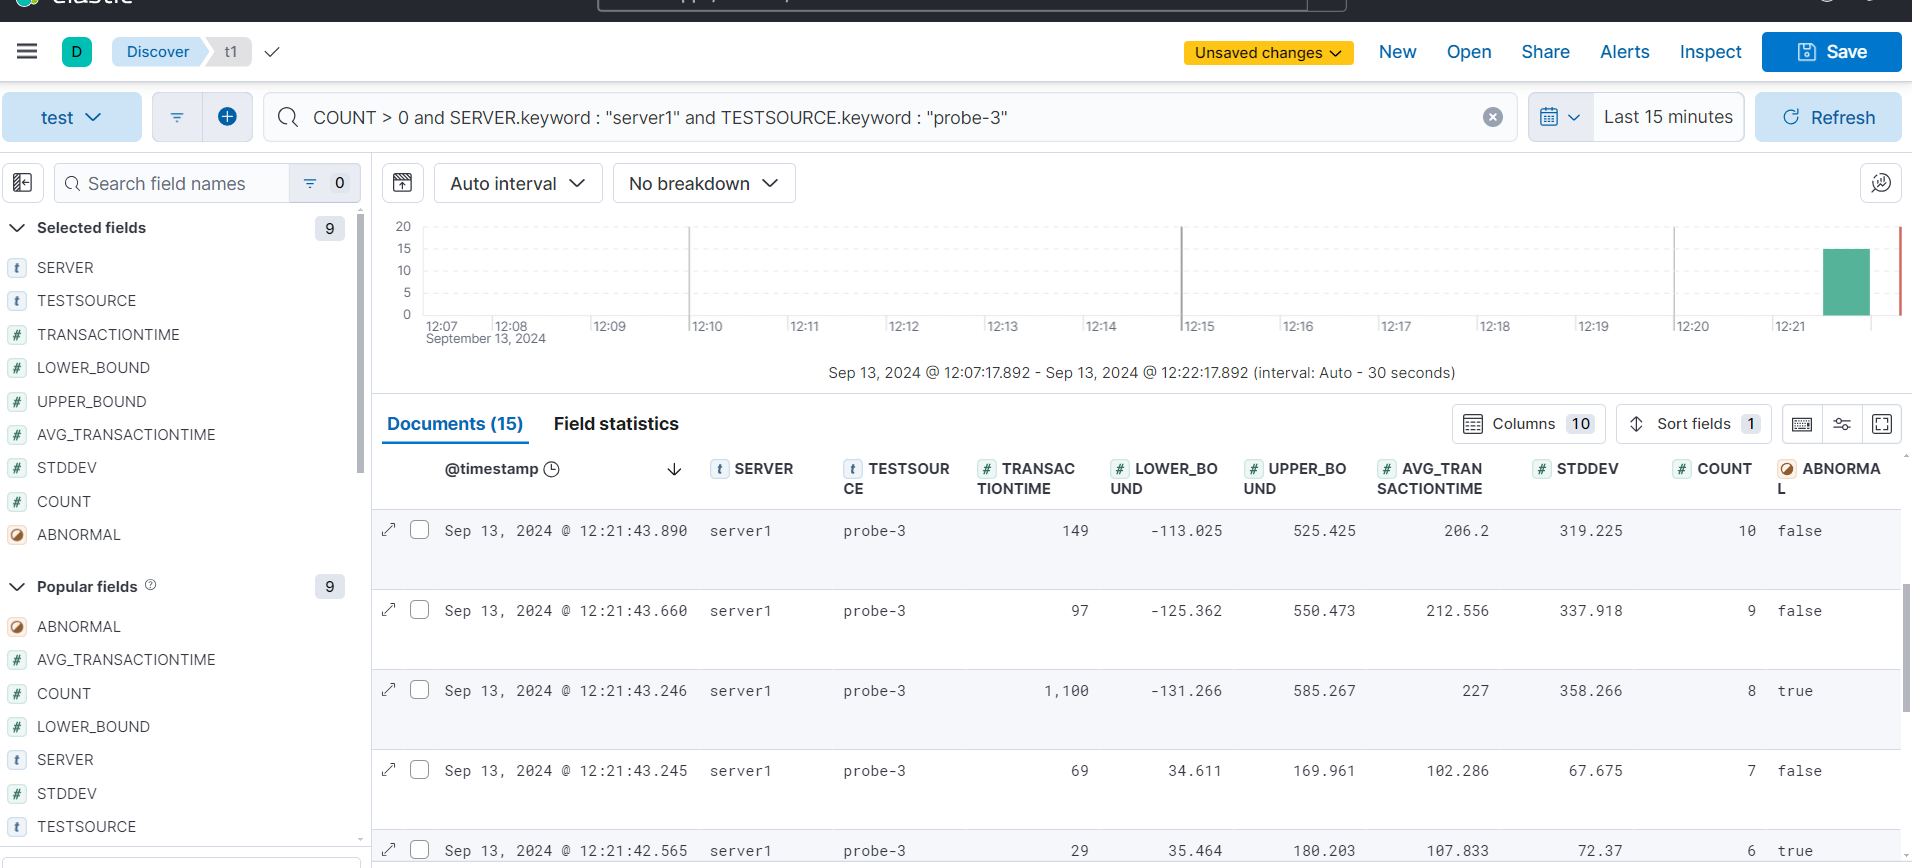 elastic
Discover
t1
Unsaved changes
New
Open
Share
Alerts
Inspect
Save
test
COUNT > 0 and SERVER.keyword : "server1" and TESTSOURCE.keyword : "probe-3"
Last 15 minutes
Refresh
Search field names
0
Auto interval
No breakdown
Selected fields
9
t SERVER
t TESTSOURCE
# TRANSACTIONTIME
# LOWER_BOUND
# UPPER_BOUND
# AVG_TRANSACTIONTIME
# STDDEV
# COUNT
ABNORMAL
Popular fields
9
ABNORMAL
# AVG_TRANSACTIONTIME
# COUNT
# LOWER_BOUND
t SERVER
# STDDEV
t TESTSOURCE
20
15
10
5
0
12:07 12:08 12:09 12:10 12:11 12:12 12:13 12:14 12:15 12:16 12:17 12:18 12:19 12:20 12:21
September 13, 2024
Sep 13, 2024 @ 12:07:17.892 - Sep 13, 2024 @ 12:22:17.892 (interval: Auto - 30 seconds)
Documents (15)
Field statistics
Columns 10
Sort fields 1
@timestamp
t SERVER
t TESTSOUR
CE
# TRANSAC
TIONTIME
# LOWER_BO
UND
# UPPER_BO
UND
# AVG_TRAN
SACTIONTIME
# STDDEV
# COUNT
ABNORMA
L
Sep 13, 2024 @ 12:21:43.890 server1 probe-3 149 -113.025 525.425 206.2 319.225 10 false
Sep 13, 2024 @ 12:21:43.660 server1 probe-3 97 -125.362 550.473 212.556 337.918 9 false
Sep 13, 2024 @ 12:21:43.246 server1 probe-3 1,100 -131.266 585.267 227 358.266 8 true
Sep 13, 2024 @ 12:21:43.245 server1 probe-3 69 34.611 169.961 102.286 67.675 7 false
Sep 13, 2024 @ 12:21:42.565 server1 probe-3 29 35.464 180.203 107.833 72.37 6 true